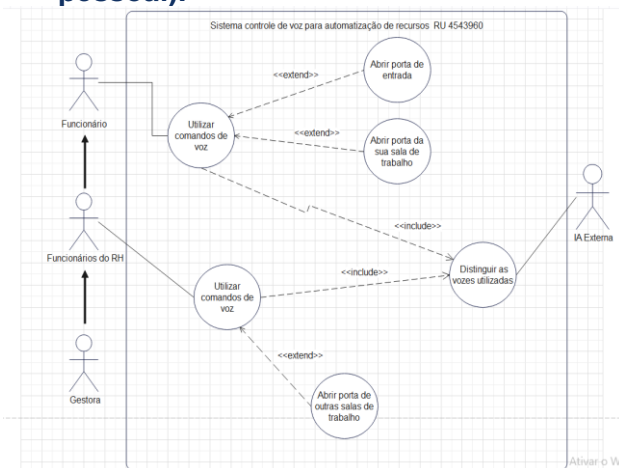 pessoal).
Sistema controle de voz para automatização de recursos RU 4543960
Abrir porta de
entrada
<<extend>>
Funcionário
Utilizar
comandos de
voz
<<extend>>
Abrir porta da
sua sala de
trabalho
<<include>>
IA Externa
Funcionários do RH
Distinguir as
vozes utilizadas
<<include>>
Utilizar
comandos de
voz
<<extend>>
Gestora
Abrir porta de
outras salas de
trabalho
Ativar o W